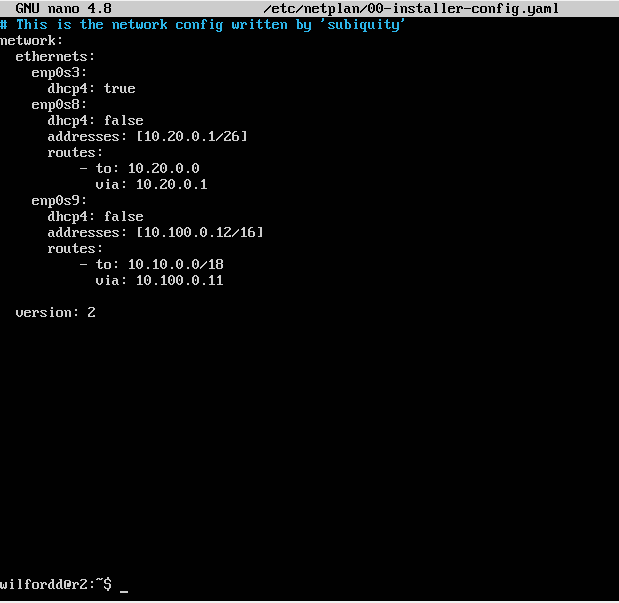 GNU nano 4.8 /etc/netplan/00-installer-config.yaml
# This is the network config written by 'subiquity'
network:
  ethernets:
    enp0s3:
      dhcp4: true
    enp0s8:
      dhcp4: false
      addresses: [10.20.0.1/26]
      routes:
          - to: 10.20.0.0
            via: 10.20.0.1
    enp0s9:
      dhcp4: false
      addresses: [10.100.0.12/16]
      routes:
          - to: 10.10.0.0/18
            via: 10.100.0.11
  version: 2
wilfordd@r2:~$ _